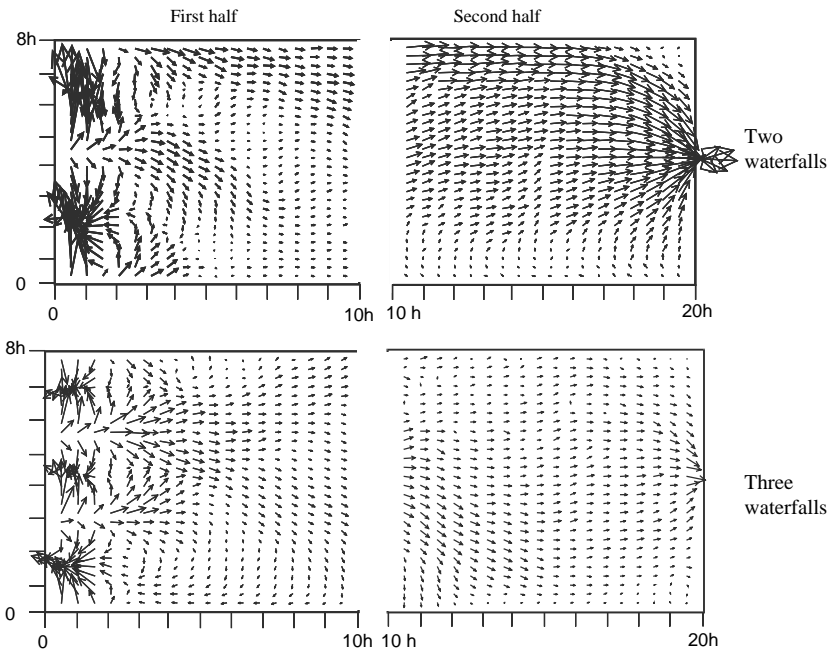 First half
Second half
8h
0
0
10h
10 h
20h
Two
waterfalls
8h
0
0
10h
10 h
20h
Three
waterfalls